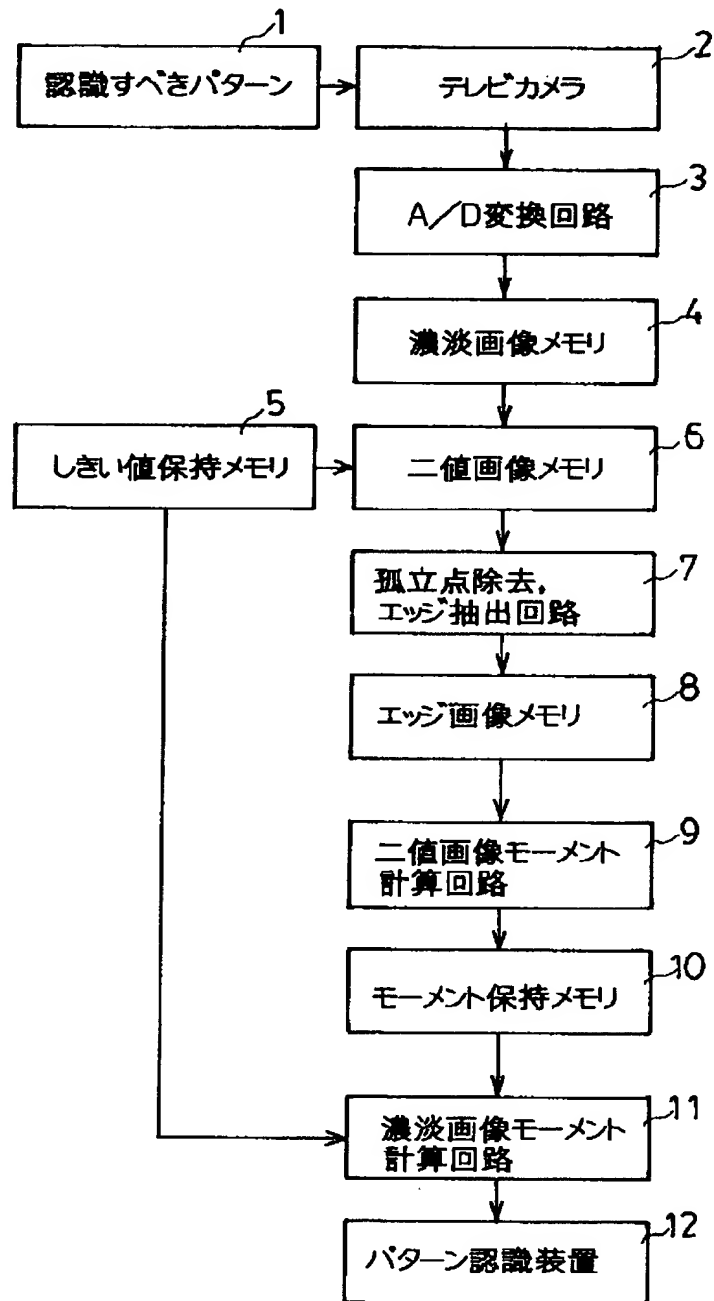 1
認識すべきパターン
2
テレビカメラ
3
A/D変換回路
4
濃淡画像メモリ
5
しきい値保持メモリ
6
二値画像メモリ
7
孤立点除去,
エッジ抽出回路
8
エッジ画像メモリ
9
二値画像モーメント
計算回路
10
モーメント保持メモリ
11
濃淡画像モーメント
計算回路
12
パターン認識装置